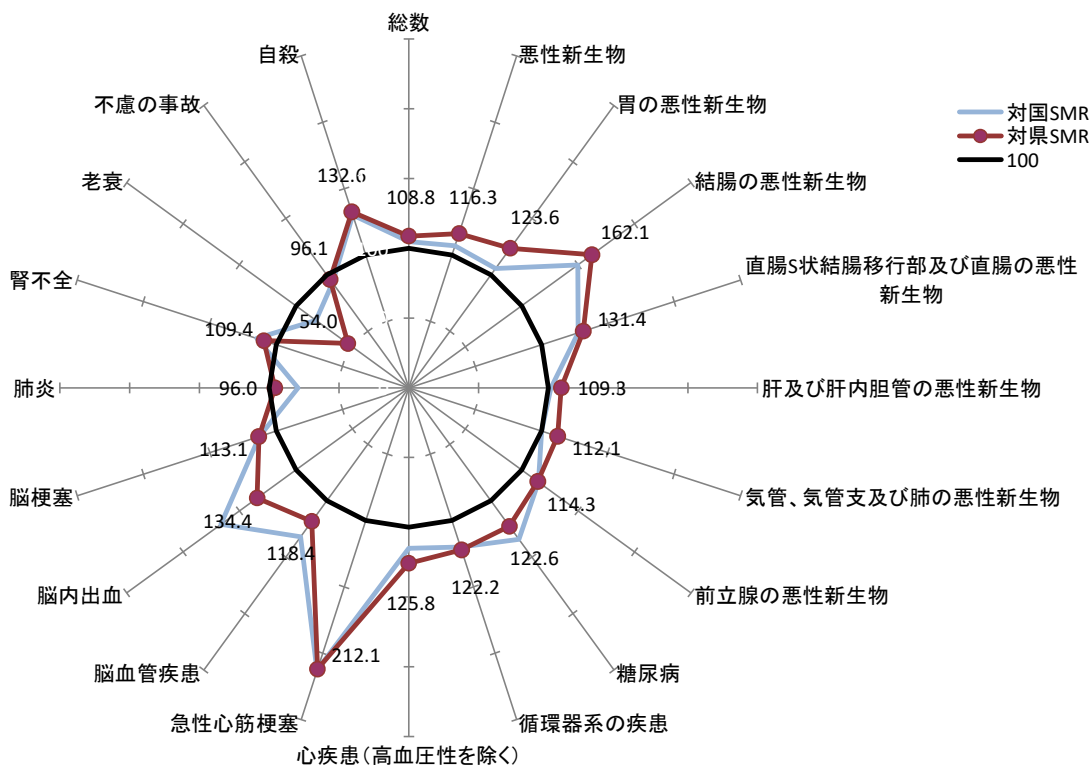 総数
悪性新生物
胃の悪性新生物
結腸の悪性新生物
直腸S状結腸移行部及び直腸の悪性
新生物
肝及び肝内胆管の悪性新生物
気管、気管支及び肺の悪性新生物
前立腺の悪性新生物
糖尿病
循環器系の疾患
心疾患(高血圧性を除く)
急性心筋梗塞
脳血管疾患
脳内出血
脳梗塞
肺炎
腎不全
老衰
不慮の事故
自殺
対国SMR
対県SMR
100
108.8
116.3
123.6
162.1
131.4
109.3
112.1
114.3
122.6
122.2
125.8
212.1
118.4
134.4
113.1
96.0
109.4
54.0
96.1
132.6
100